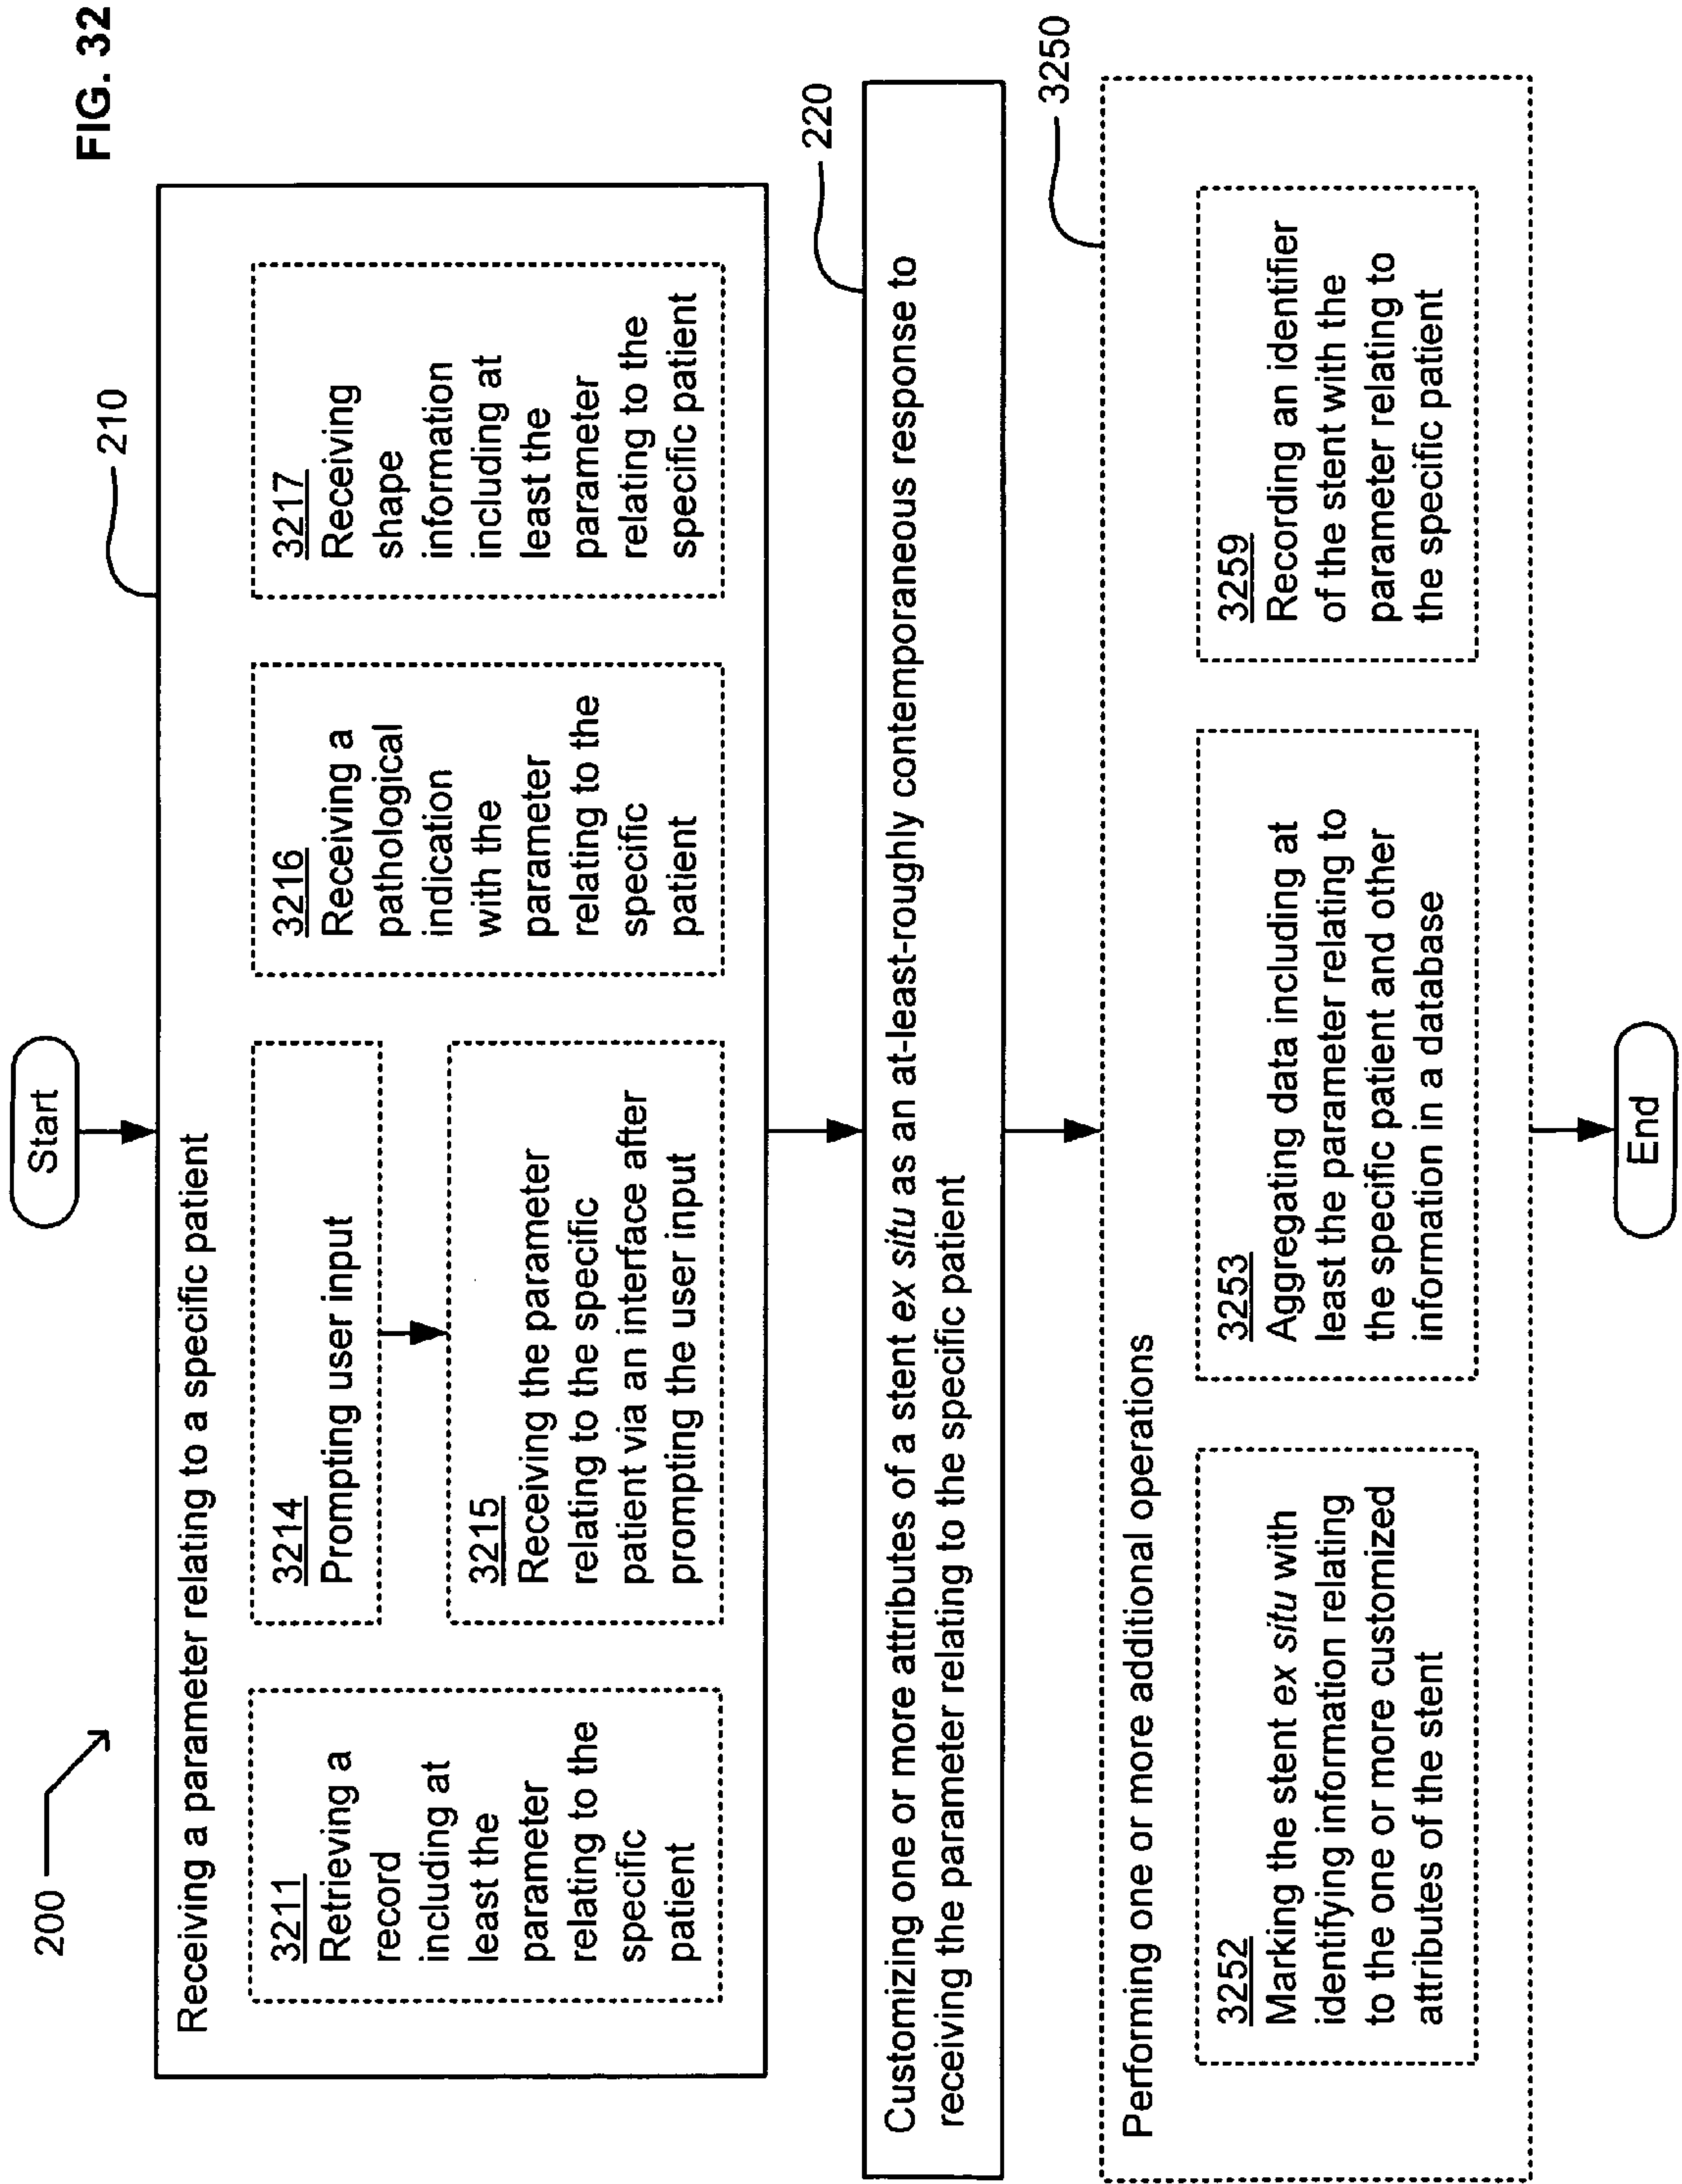 FIG. 32
200
Start
210
Receiving a parameter relating to a specific patient
3211
Retrieving a
record
including at
least the
parameter
relating to the
specific
patient
3214
Prompting user input
3215
Receiving the parameter
relating to the specific
patient via an interface after
prompting the user input
3216
Receiving a
pathological
indication
with the
parameter
relating to the
specific
patient
3217
Receiving
shape
information
including at
least the
parameter
relating to the
specific patient
220
Customizing one or more attributes of a stent ex situ as an at-least-roughly contemporaneous response to
receiving the parameter relating to the specific patient
3250
Performing one or more additional operations
3252
Marking the stent ex situ with
identifying information relating
to the one or more customized
attributes of the stent
3253
Aggregating data including at
least the parameter relating to
the specific patient and other
information in a database
3259
Recording an identifier
of the stent with the
parameter relating to
the specific patient
End